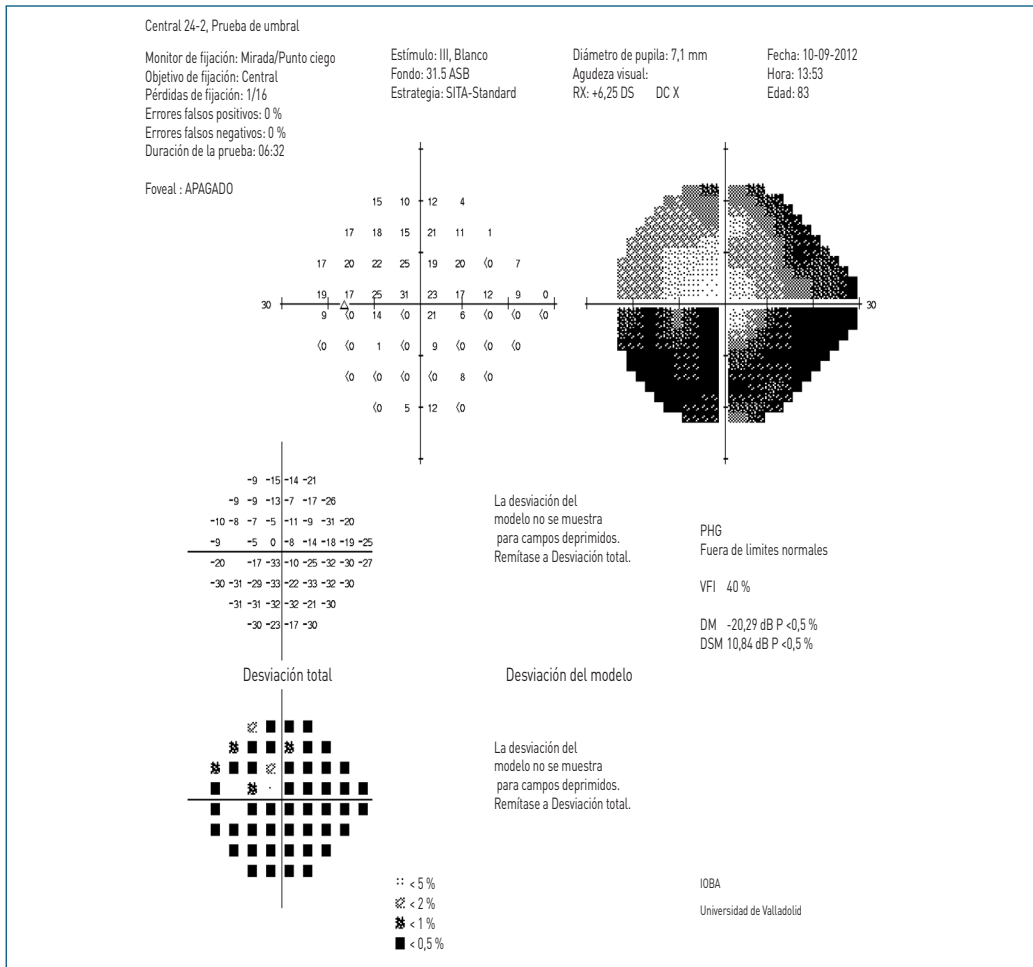 Central 24-2, Prueba de umbral
Monitor de fijación: Mirada/Punto ciego
Objetivo de fijación: Central
Pérdidas de fijación: 1/16
Errores falsos positivos: 0 %
Errores falsos negativos: 0 %
Duración de la prueba: 06:32
Foveal : APAGADO
Estímulo: III, Blanco
Fondo: 31.5 ASB
Estrategia: SITA-Standard
Diámetro de pupila: 7,1 mm
Agudeza visual:
RX: +6,25 DS DC X
Fecha: 10-09-2012
Hora: 13:53
Edad: 83
15 10 12 4
17 18 15 21 11 1
17 20 22 25 19 20 ⟨0 7
19 17 25 31 23 17 12 9 0
30
30
9 ⟨0 14 ⟨0 21 6 ⟨0 ⟨0 ⟨0
⟨0 ⟨0 1 ⟨0 9 ⟨0 ⟨0 ⟨0
⟨0 ⟨0 ⟨0 ⟨0 8 ⟨0
⟨0 5 12 ⟨0
-9 -15 -14 -21
-9 -9 -13 -7 -17 -26
-10 -8 -7 -5 -11 -9 -31 -20
-9 -5 0 -8 -14 -18 -19 -25
-20 -17 -33 -10 -25 -32 -30 -27
-30 -31 -29 -33 -22 -33 -32 -30
-31 -31 -32 -32 -21 -30
-30 -23 -17 -30
Desviación total
La desviación del
modelo no se muestra
para campos deprimidos.
Remítase a Desviación total.
Desviación del modelo
La desviación del
modelo no se muestra
para campos deprimidos.
Remítase a Desviación total.
PHG
Fuera de limites normales
VFI 40 %
DM -20,29 dB P <0,5 %
DSM 10,84 dB P <0,5 %
< 5 %
< 2 %
< 1 %
< 0,5 %
IOBA
Universidad de Valladolid